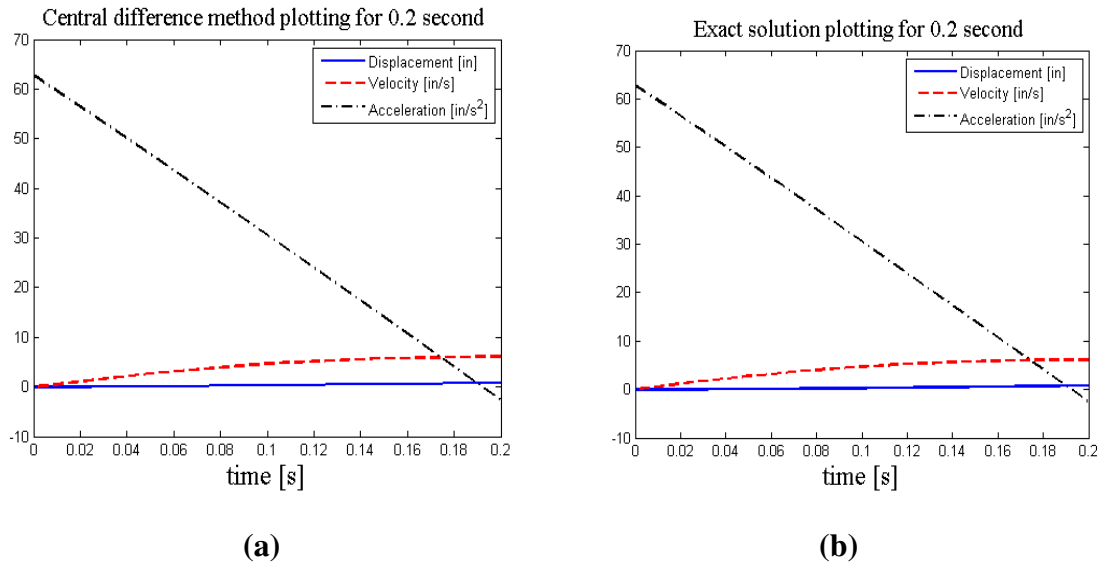 Central difference method plotting for 0.2 second
70
60
50
40
30
20
10
0
-10
Displacement [in]
Velocity [in/s]
Acceleration [in/s²]
0 0.02 0.04 0.06 0.08 0.1 0.12 0.14 0.16 0.18 0.2
time [s]
(a)
Exact solution plotting for 0.2 second
70
60
50
40
30
20
10
0
-10
Displacement [in]
Velocity [in/s]
Acceleration [in/s²]
0 0.02 0.04 0.06 0.08 0.1 0.12 0.14 0.16 0.18 0.2
time [s]
(b)